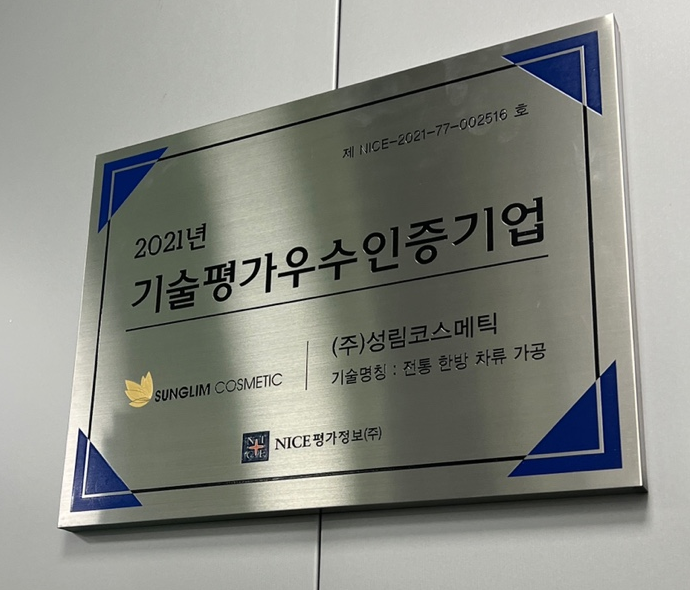 제 NICE-2021-77-002516 호
2021년
기술평가우수인증기업
SUNGLIM COSMETIC
(주)성림코스메틱
기술명칭 : 전통 한방 차류 가공
NICE
NICE평가정보(주)